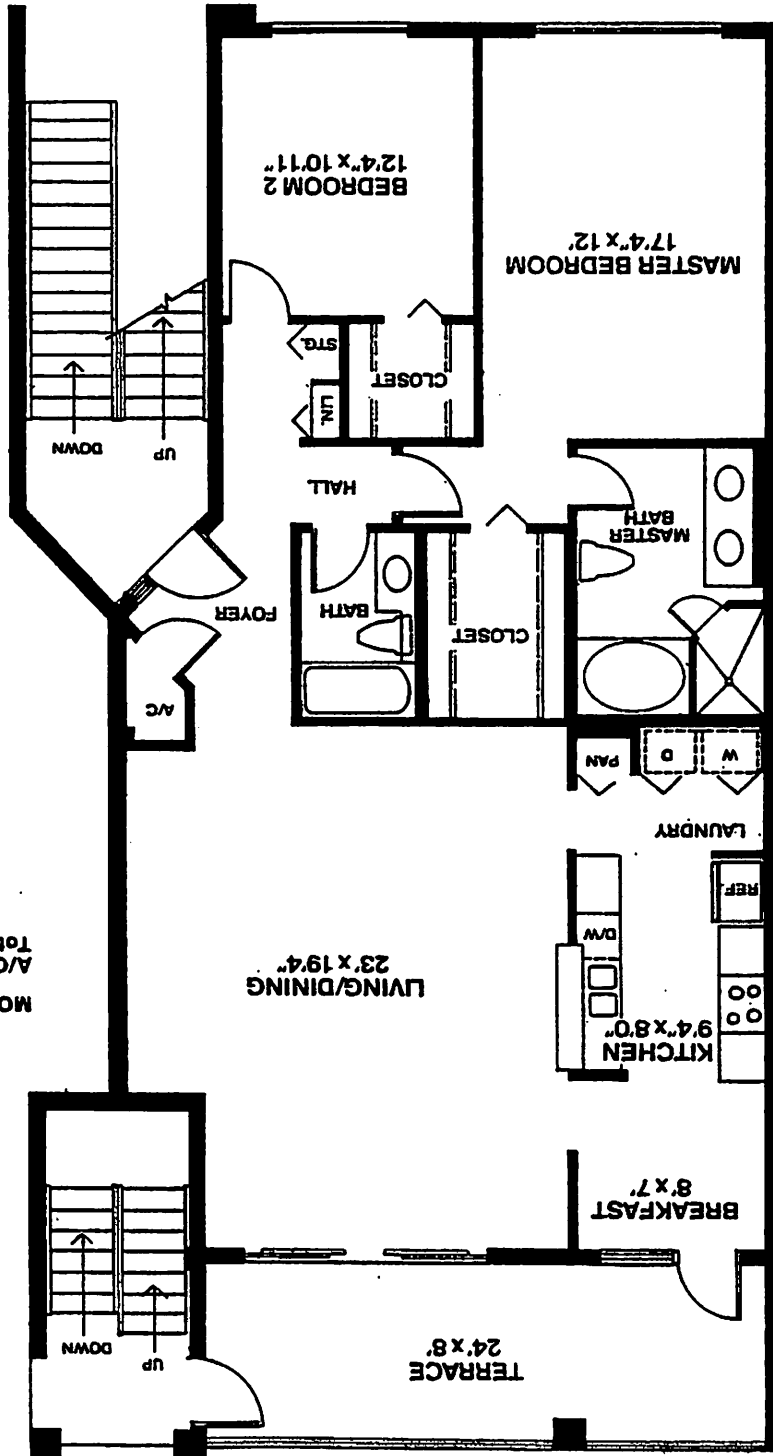 TERRACE
24' x 8'
UP
DOWN
BREAKFAST
8' x 7'
KITCHEN
9'4" x 8'0"
LIVING/DINING
23' x 19'4"
MO
A/C
Tot
D/W
REF.
LAUNDRY
W
D
PAN
A/C
CLOSET
BATH
FOYER
MASTER
BATH
HALL
UP
DOWN
LIN.
CLOSET
STG.
MASTER BEDROOM
17'4" x 12'
BEDROOM 2
12'4" x 10'11"